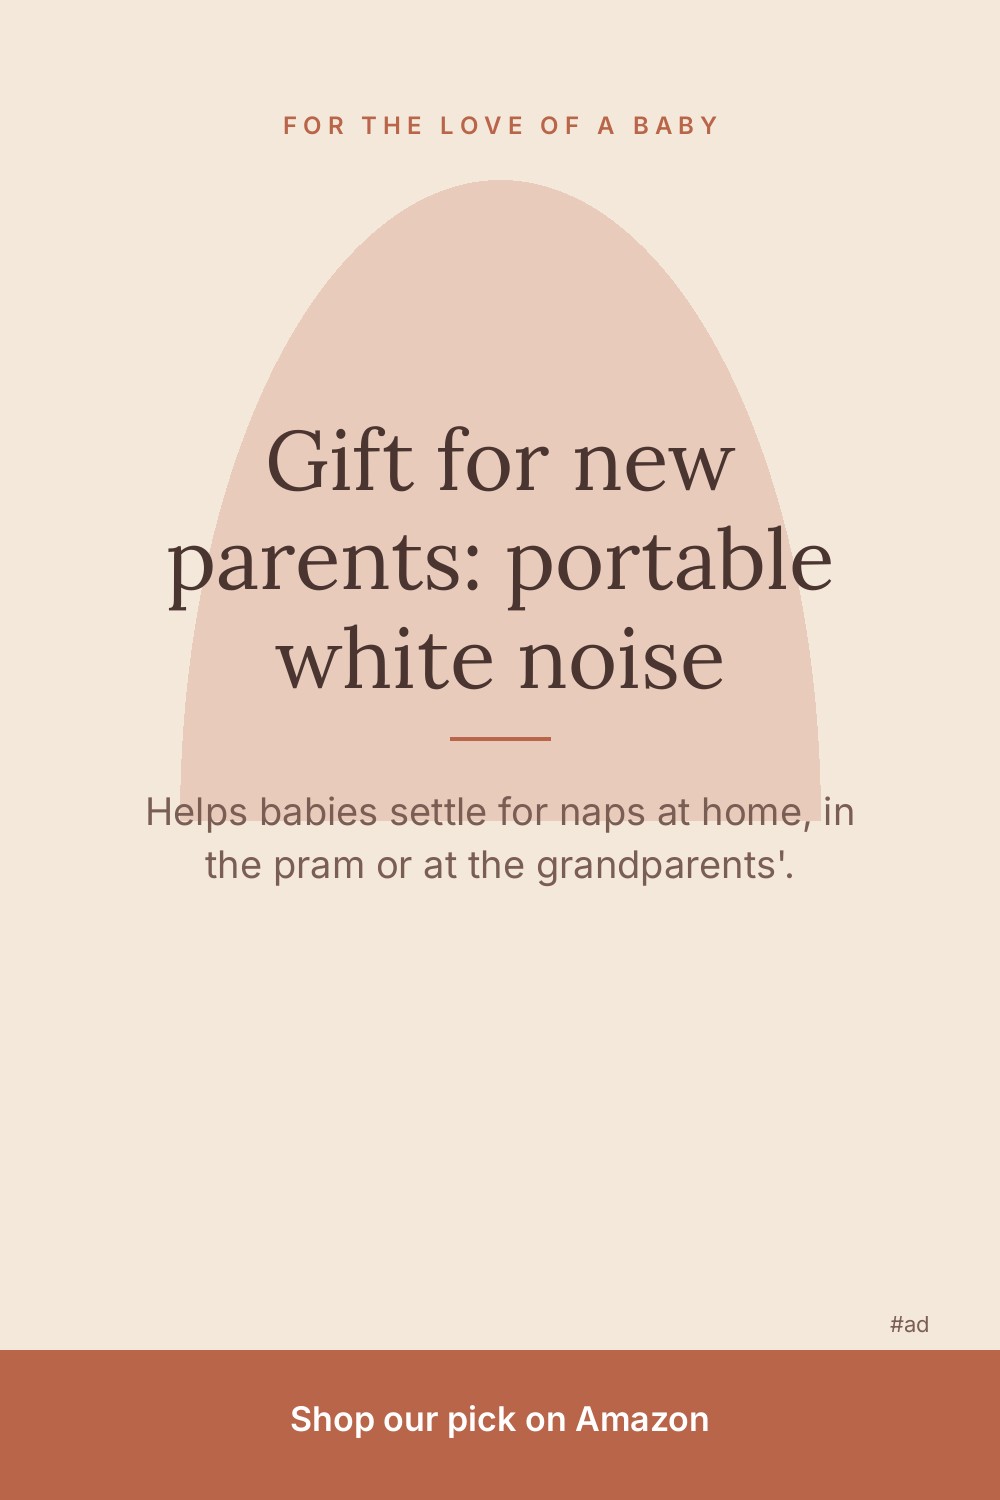 FOR THE LOVE OF A BABY
Gift for new
parents: portable
white noise
Helps babies settle for naps at home, in
the pram or at the grandparents'.
#ad
Shop our pick on Amazon